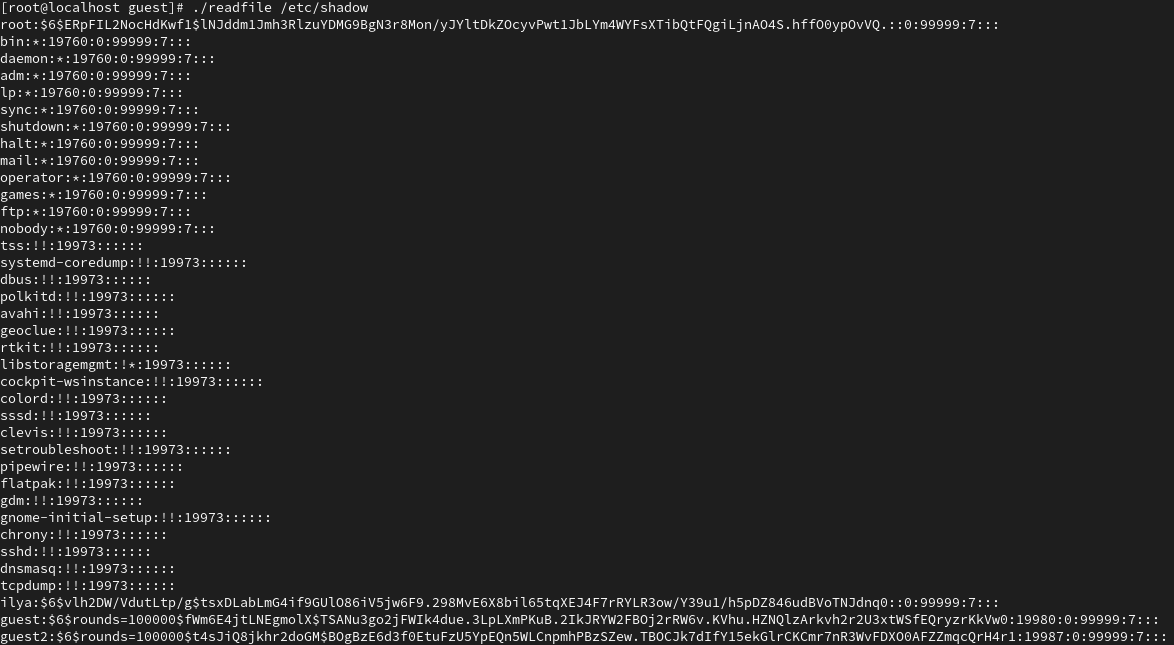 [root@localhost guest]# ./readfile /etc/shadow
root:$6$ERpFIL2NocHdKwf1$lNJddm1Jmh3RlzuYDMG9BgN3r8Mon/yJYltDkZOcyvPwt1JbLYm4WYFsXTibQtFQgiLjnAO4S.hffO0ypOvVQ.::0:99999:7:::
bin:*:19760:0:99999:7:::
daemon:*:19760:0:99999:7:::
adm:*:19760:0:99999:7:::
lp:*:19760:0:99999:7:::
sync:*:19760:0:99999:7:::
shutdown:*:19760:0:99999:7:::
halt:*:19760:0:99999:7:::
mail:*:19760:0:99999:7:::
operator:*:19760:0:99999:7:::
games:*:19760:0:99999:7:::
ftp:*:19760:0:99999:7:::
nobody:*:19760:0:99999:7:::
tss:!!:19973::::::
systemd-coredump:!!:19973::::::
dbus:!!:19973::::::
polkitd:!!:19973::::::
avahi:!!:19973::::::
geoclue:!!:19973::::::
rtkit:!!:19973::::::
libstoragemgmt:!*:19973::::::
cockpit-wsinstance:!!:19973::::::
colord:!!:19973::::::
sssd:!!:19973::::::
clevis:!!:19973::::::
setroubleshoot:!!:19973::::::
pipewire:!!:19973::::::
flatpak:!!:19973::::::
gdm:!!:19973::::::
gnome-initial-setup:!!:19973::::::
chrony:!!:19973::::::
sshd:!!:19973::::::
dnsmasq:!!:19973::::::
tcpdump:!!:19973::::::
ilya:$6$vlh2DW/VdutLtp/g$tsxDLabLmG4if9GUlO86iV5jw6F9.298MvE6X8bil65tqXEJ4F7rRYLR3ow/Y39u1/h5pDZ846udBVoTNJdnq0::0:99999:7:::
guest:$6$rounds=100000$fWm6E4jtLNEgmolX$TSANu3go2jFWIk4due.3LpLXmPKuB.2IkJRYW2FBOj2rRW6v.KVhu.HZNQlzArkvh2r2U3xtWSfEQryzrKkVw0:19980:0:99999:7:::
guest2:$6$rounds=100000$t4sJiQ8jkhr2doGM$BOgBzE6d3f0EtuFzU5YpEQn5WLCnpmhPBzSZew.TBOCJk7dIfY15ekGlrCKCmr7nR3WvFDXO0AFZZmqcQrH4r1:19987:0:99999:7:::